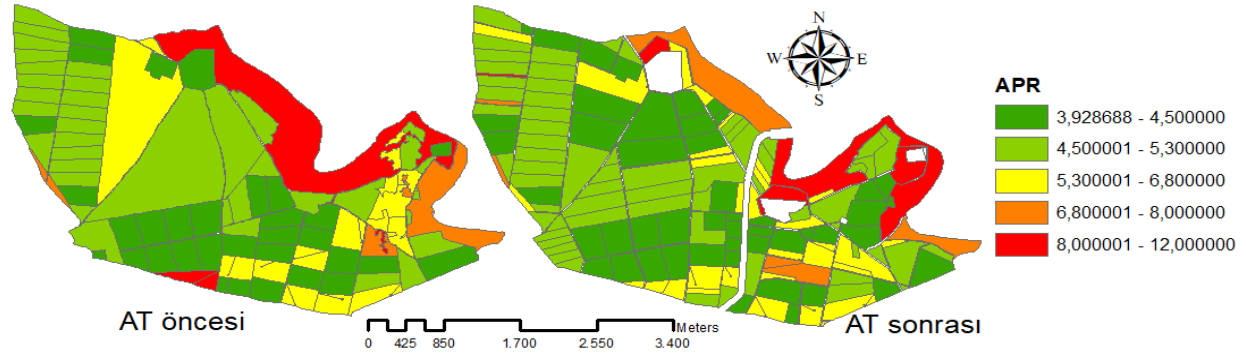 N
W E
S
APR
3,928688 - 4,500000
4,500001 - 5,300000
5,300001 - 6,800000
6,800001 - 8,000000
8,000001 - 12,000000
AT öncesi
AT sonrası
Meters
0 425 850 1.700 2.550 3.400